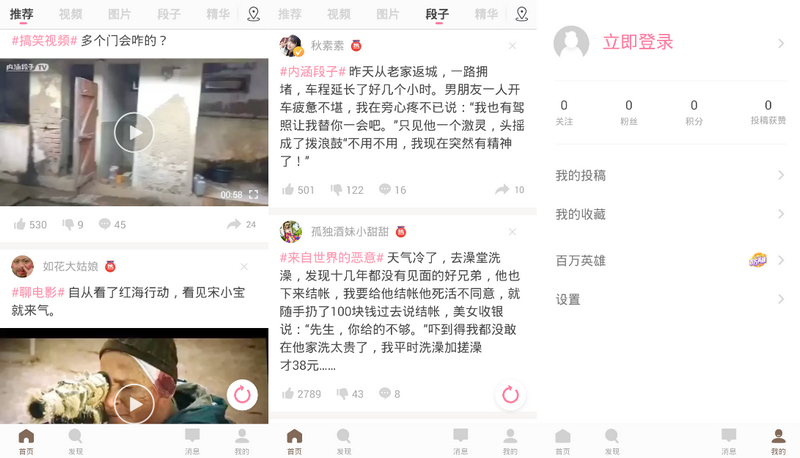 推荐 视频 图片 段子 精华
#搞笑视频# 多个门会咋的？
内涵段子TV
00:58
530 9 45 24
如花大姑娘 热
#聊电影# 自从看了红海行动，看见宋小宝
就来气。
首页 发现 消息 我的
推荐 视频 图片 段子 精华
秋素素 热
#内涵段子# 昨天从老家返城，一路拥
堵，车程延长了好几个小时。男朋友一人开
车疲惫不堪，我在旁心疼不已说：“我也有驾
照让我替你一会吧。”只见他一个激灵，头摇
成了拨浪鼓“不用不用，我现在突然有精神
了！”
501 122 16 10
孤独酒妹小甜甜 热
#来自世界的恶意# 天气冷了，去澡堂洗
澡，发现十几年都没有见面的好兄弟，他也
下来结帐，我要给他结帐他死活不同意，就
随手扔了100块钱过去说结帐，美女收银
说：“先生，你给的不够。”吓到得我都没敢
在他家洗太贵了，我平时洗澡加搓澡
才38元……
2789 43 8
首页 发现 消息 我的
立即登录
0 0 0 0
关注 粉丝 积分 投稿获赞
我的投稿
我的收藏
百万英雄
设置
首页 发现 消息 我的